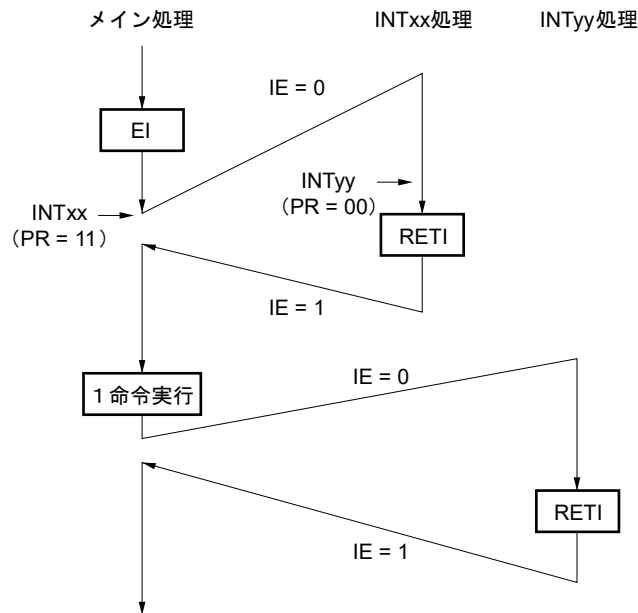 メイン処理
INTxx処理
INTyy処理
IE = 0
EI
INTxx
（PR = 11）
INTyy
（PR = 00）
RETI
IE = 1
IE = 0
1 命令実行
RETI
IE = 1